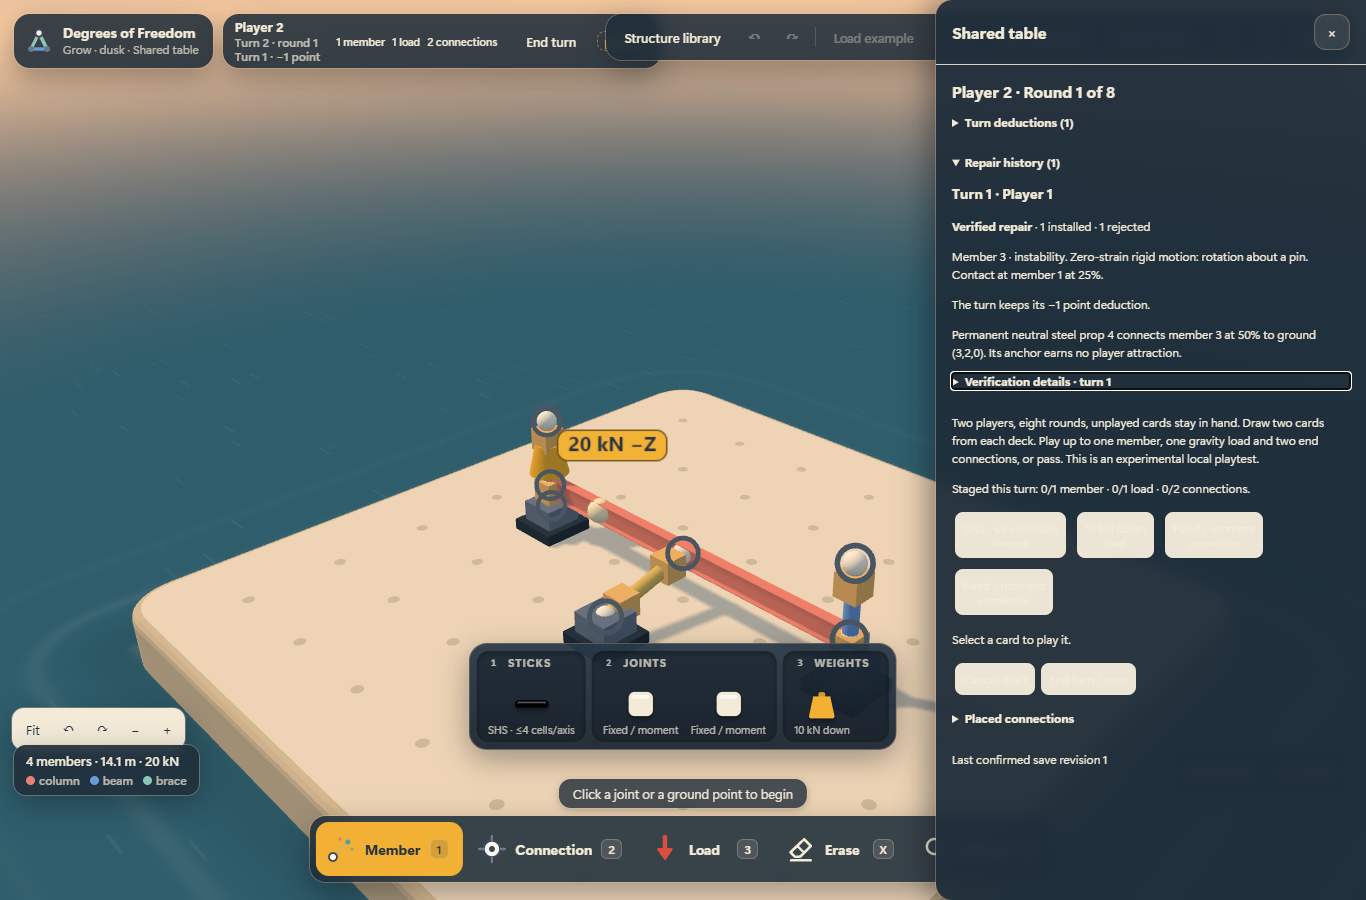 Degrees of Freedom
Grow · dusk · Shared table
Player 2
Turn 2 · round 1
Turn 1 · −1 point
1 member 1 load 2 connections
End turn
Structure library
Load example
Shared table
×
Player 2 · Round 1 of 8
Turn deductions (1)
Repair history (1)
Turn 1 · Player 1
Verified repair · 1 installed · 1 rejected
Member 3 · instability. Zero-strain rigid motion: rotation about a pin.
Contact at member 1 at 25%.
The turn keeps its −1 point deduction.
Permanent neutral steel prop 4 connects member 3 at 50% to ground
(3,2,0). Its anchor earns no player attraction.
Verification details · turn 1
Two players, eight rounds, unplayed cards stay in hand. Draw two cards
from each deck. Play up to one member, one gravity load and two end
connections, or pass. This is an experimental local playtest.
Staged this turn: 0/1 member · 0/1 load · 0/2 connections.
Select a card to play it.
Cancel draft
End turn / pass
Placed connections
Last confirmed save revision 1
20 kN −Z
1 STICKS
SHS · ≤4 cells/axis
2 JOINTS
Fixed / moment
Fixed / moment
3 WEIGHTS
10 kN down
Fit
−
+
4 members · 14.1 m · 20 kN
column
beam
brace
Click a joint or a ground point to begin
Member 1
Connection 2
Load 3
Erase X